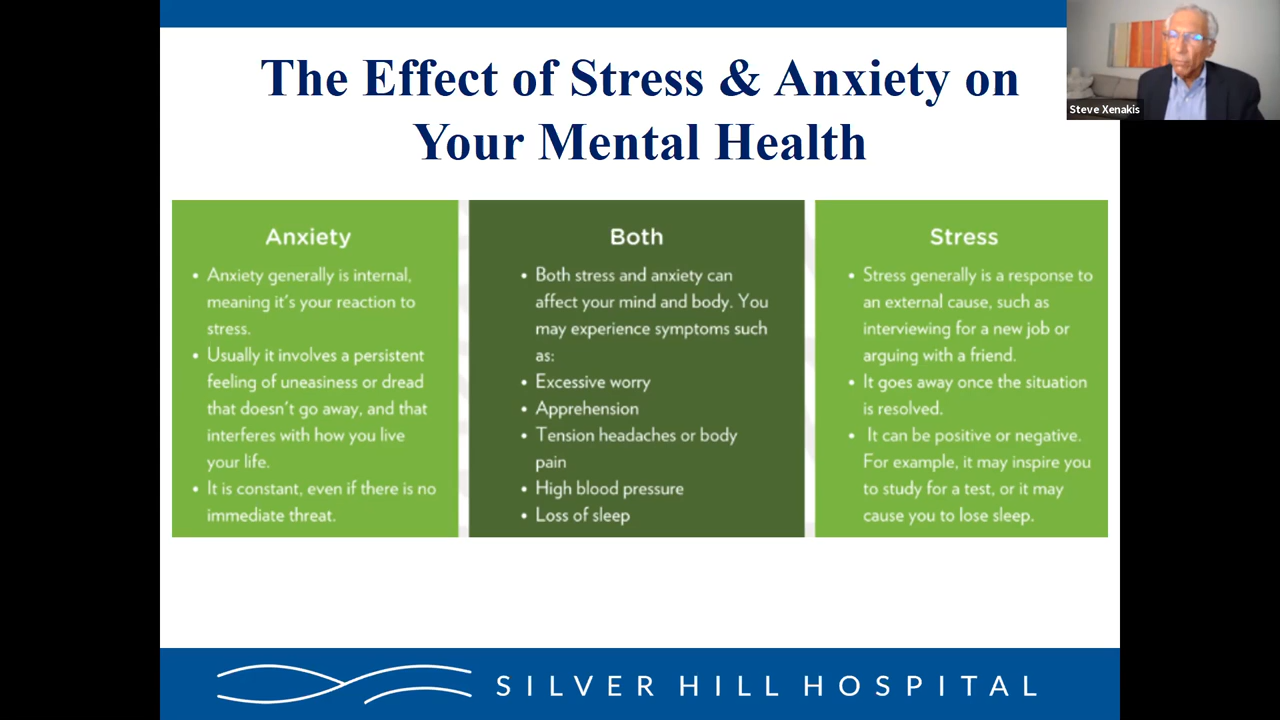 The Effect of Stress & Anxiety on
Your Mental Health
Steve Xenakis
Anxiety
• Anxiety generally is internal,
meaning it's your reaction to
stress.
• Usually it involves a persistent
feeling of uneasiness or dread
that doesn't go away, and that
interferes with how you live
your life.
• It is constant, even if there is no
immediate threat.
Both
• Both stress and anxiety can
affect your mind and body. You
may experience symptoms such
as:
• Excessive worry
• Apprehension
• Tension headaches or body
pain
• High blood pressure
• Loss of sleep
Stress
• Stress generally is a response to
an external cause, such as
interviewing for a new job or
arguing with a friend.
• It goes away once the situation
is resolved.
• It can be positive or negative.
For example, it may inspire you
to study for a test, or it may
cause you to lose sleep.
SILVER HILL HOSPITAL